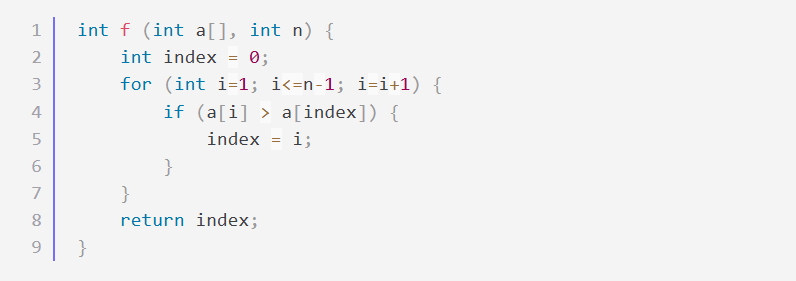 1 int f (int a[], int n) {
2 int index = 0;
3 for (int i=1; i<=n-1; i=i+1) {
4 if (a[i] > a[index]) {
5 index = i;
6 }
7 }
8 return index;
9 }